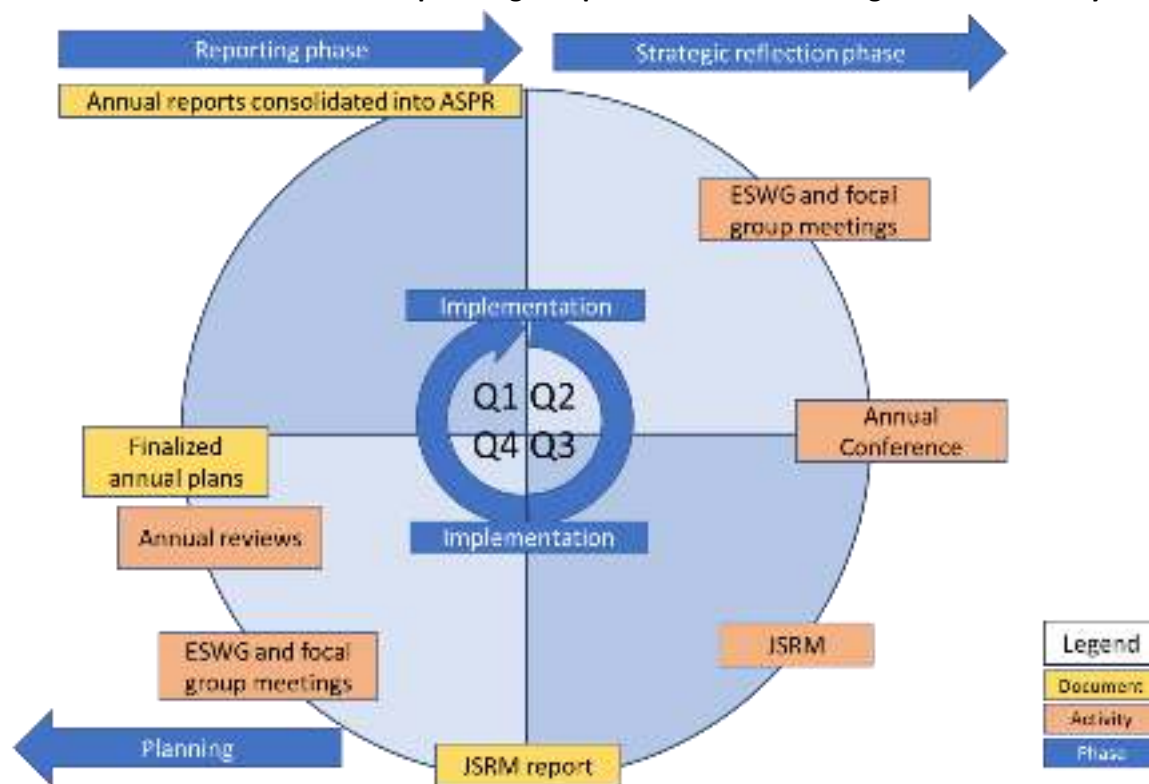 Reporting phase
Strategic reflection phase
Annual reports consolidated into ASPR
ESWG and focal
group meetings
Implementation
Q1 Q2
Q4 Q3
Annual
Conference
Finalized
annual plans
Annual reviews
Implementation
ESWG and focal
group meetings
JSRM
Legend
Document
Activity
Phase
Planning
JSRM report